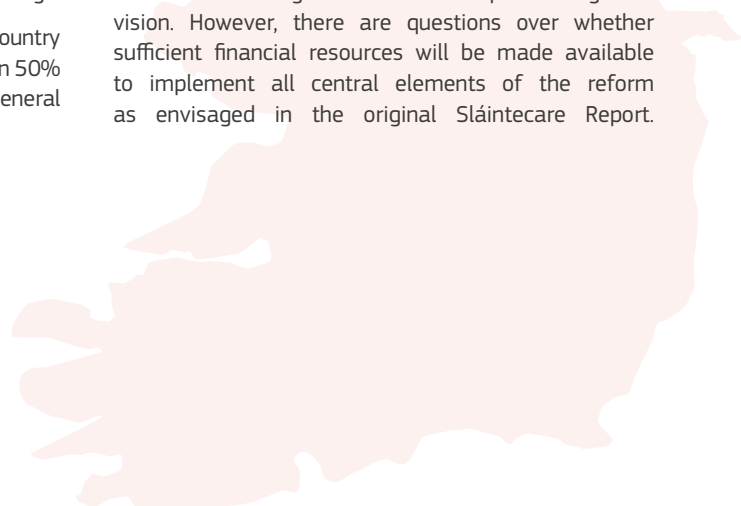 ountry
n 50%
eneral
vision. However, there are questions over whether
sufficient financial resources will be made available
to implement all central elements of the reform
as envisaged in the original Sláintecare Report.